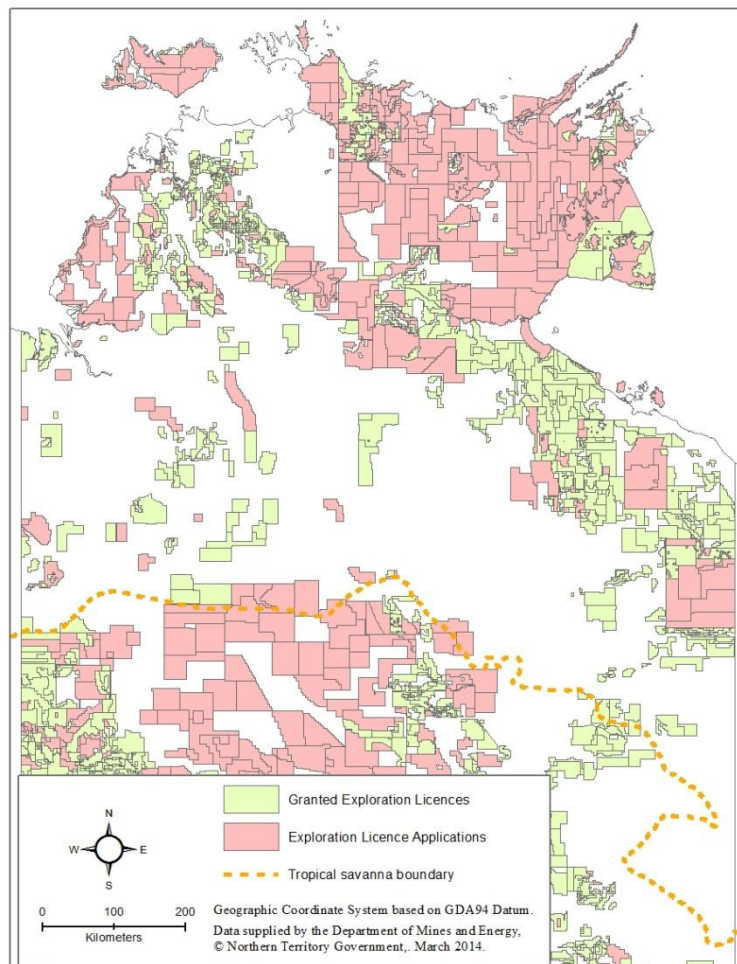 Granted Exploration Licences
Exploration Licence Applications
Tropical savanna boundary
N
W
E
S
0 100 200
Kilometers
Geographic Coordinate System based on GDA94 Datum.
Data supplied by the Department of Mines and Energy,
© Northern Territory Government,. March 2014.